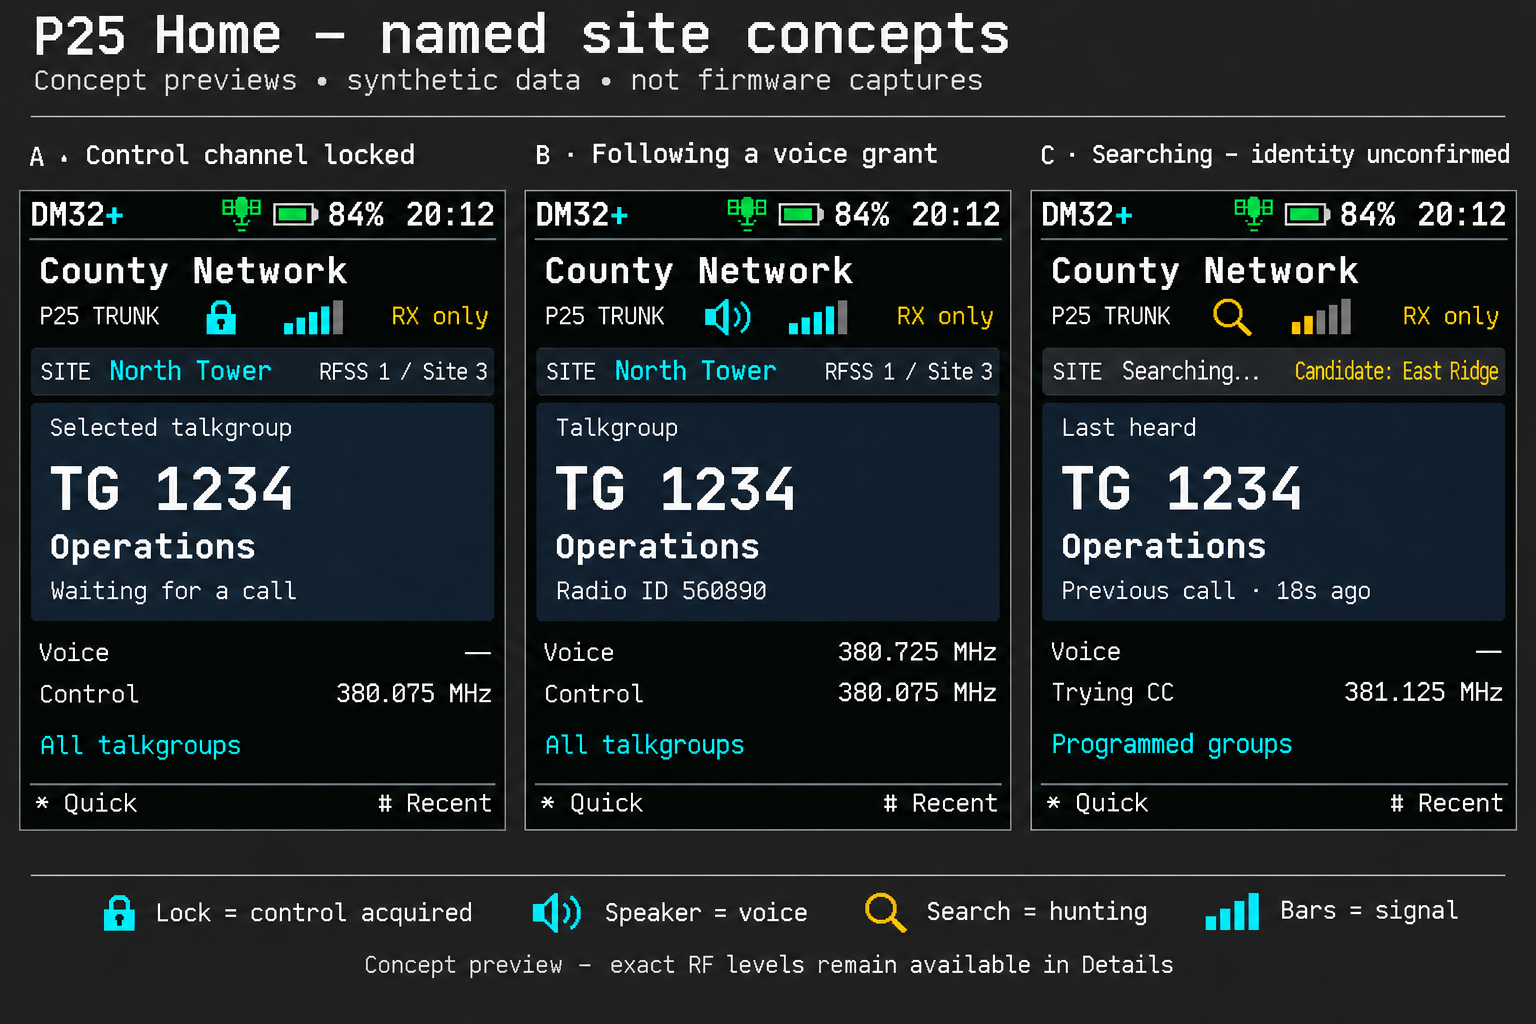 P25 Home – named site concepts
Concept previews • synthetic data • not firmware captures
A · Control channel locked
DM32+ 84% 20:12
County Network
P25 TRUNK RX only
SITE North Tower RFSS 1 / Site 3
Selected talkgroup
TG 1234
Operations
Waiting for a call
Voice —
Control 380.075 MHz
All talkgroups
* Quick # Recent
B · Following a voice grant
DM32+ 84% 20:12
County Network
P25 TRUNK RX only
SITE North Tower RFSS 1 / Site 3
Talkgroup
TG 1234
Operations
Radio ID 560890
Voice 380.725 MHz
Control 380.075 MHz
All talkgroups
* Quick # Recent
C · Searching – identity unconfirmed
DM32+ 84% 20:12
County Network
P25 TRUNK RX only
SITE Searching... Candidate: East Ridge
Last heard
TG 1234
Operations
Previous call · 18s ago
Voice —
Trying CC 381.125 MHz
Programmed groups
* Quick # Recent
Lock = control acquired Speaker = voice Search = hunting Bars = signal
Concept preview – exact RF levels remain available in Details